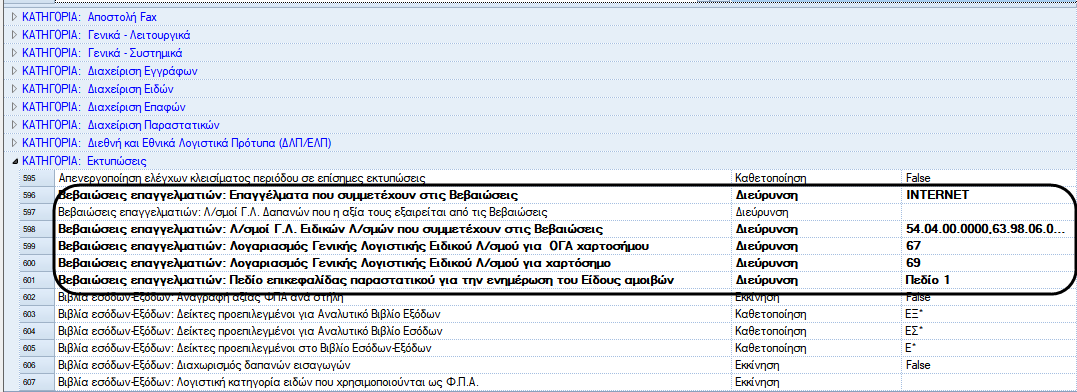 ΚΑΤΗΓΟΡΙΑ: Αποστολή Fax
ΚΑΤΗΓΟΡΙΑ: Γενικά - Λειτουργικά
ΚΑΤΗΓΟΡΙΑ: Γενικά - Συστημικά
ΚΑΤΗΓΟΡΙΑ: Διαχείριση Εγγράφων
ΚΑΤΗΓΟΡΙΑ: Διαχείριση Ειδών
ΚΑΤΗΓΟΡΙΑ: Διαχείριση Επαφών
ΚΑΤΗΓΟΡΙΑ: Διαχείριση Παραστατικών
ΚΑΤΗΓΟΡΙΑ: Διεθνή και Εθνικά Λογιστικά Πρότυπα (ΔΛΠ/ΕΛΠ)
ΚΑΤΗΓΟΡΙΑ: Εκτυπώσεις
595 Απενεργοποίηση ελέγχων κλεισίματος περιόδου σε επίσημες εκτυπώσεις Καθετοποίηση False
596 Βεβαιώσεις επαγγελματιών: Επαγγέλματα που συμμετέχουν στις Βεβαιώσεις Διεύρυνση INTERNET
597 Βεβαιώσεις επαγγελματιών: Λ/σμοί Γ.Λ. Δαπανών που η αξία τους εξαιρείται από τις Βεβαιώσεις Διεύρυνση
598 Βεβαιώσεις επαγγελματιών: Λ/σμοί Γ.Λ. Ειδικών Λ/σμών που συμμετέχουν στις Βεβαιώσεις Διεύρυνση 54.04.00.0000,63.98.06.0...
599 Βεβαιώσεις επαγγελματιών: Λογαριασμός Γενικής Λογιστικής Ειδικού Λ/σμού για ΟΓΑ χαρτοσήμου Διεύρυνση 67
600 Βεβαιώσεις επαγγελματιών: Λογαριασμός Γενικής Λογιστικής Ειδικού Λ/σμού για χαρτόσημο Διεύρυνση 69
601 Βεβαιώσεις επαγγελματιών: Πεδίο επικεφαλίδας παραστατικού για την ενημέρωση του Είδους αμοιβών Διεύρυνση Πεδίο 1
602 Βιβλία εσόδων-Εξόδων: Αναγραφή αξίας ΦΠΑ ανά στήλη Εκκίνηση False
603 Βιβλία εσόδων-Εξόδων: Δείκτες προεπιλεγμένοι για Αναλυτικό Βιβλίο Εξόδων Καθετοποίηση ΕΞ*
604 Βιβλία εσόδων-Εξόδων: Δείκτες προεπιλεγμένοι για Αναλυτικό Βιβλίο Εσόδων Καθετοποίηση ΕΣ*
605 Βιβλία εσόδων-Εξόδων: Δείκτες προεπιλεγμένοι στο Βιβλίο Εσόδων-Εξόδων Καθετοποίηση Ε*
606 Βιβλία εσόδων-Εξόδων: Διαχωρισμός δαπανών εισαγωγών Εκκίνηση False
607 Βιβλία εσόδων-Εξόδων: Λογιστική κατηγορία ειδών που χρησιμοποιούνται ως Φ.Π.Α. Εκκίνηση